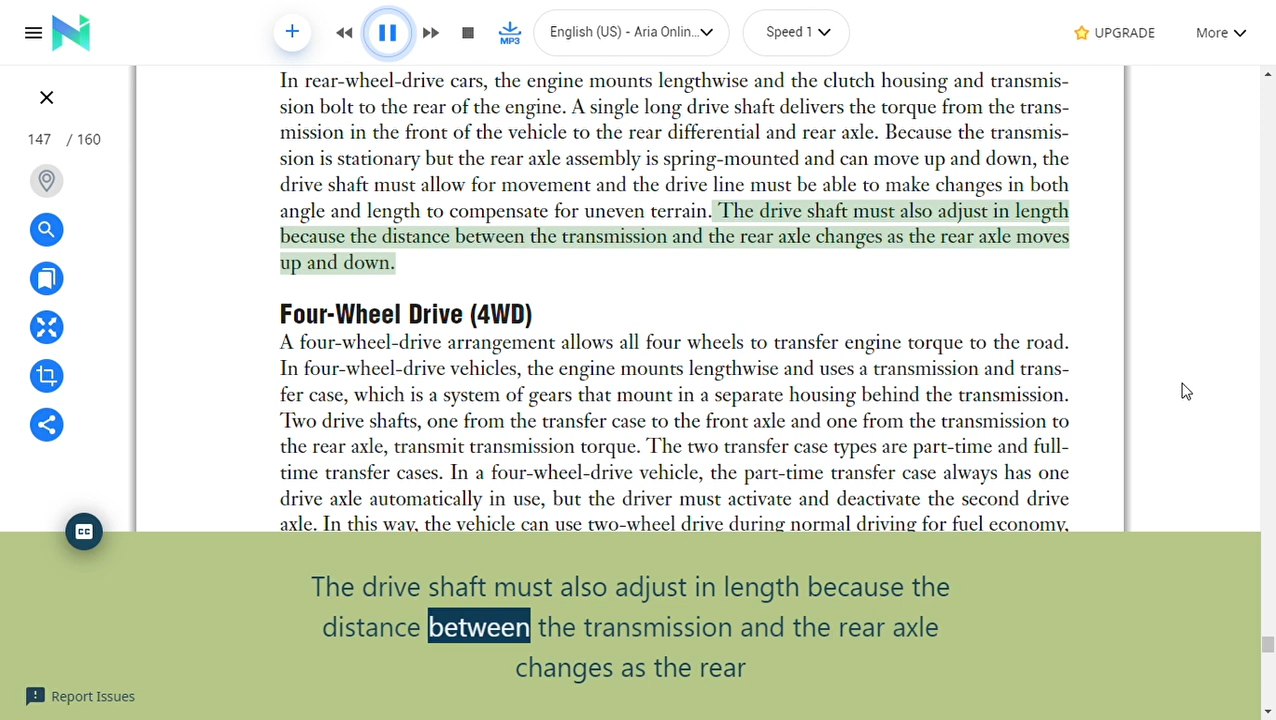 +
MP3
English (US) - Aria Onlin...
Speed 1
UPGRADE
More
147 / 160
In rear-wheel-drive cars, the engine mounts lengthwise and the clutch housing and transmis-
sion bolt to the rear of the engine. A single long drive shaft delivers the torque from the trans-
mission in the front of the vehicle to the rear differential and rear axle. Because the transmis-
sion is stationary but the rear axle assembly is spring-mounted and can move up and down, the
drive shaft must allow for movement and the drive line must be able to make changes in both
angle and length to compensate for uneven terrain. The drive shaft must also adjust in length
because the distance between the transmission and the rear axle changes as the rear axle moves
up and down.
Four-Wheel Drive (4WD)
A four-wheel-drive arrangement allows all four wheels to transfer engine torque to the road.
In four-wheel-drive vehicles, the engine mounts lengthwise and uses a transmission and trans-
fer case, which is a system of gears that mount in a separate housing behind the transmission.
Two drive shafts, one from the transfer case to the front axle and one from the transmission to
the rear axle, transmit transmission torque. The two transfer case types are part-time and full-
time transfer cases. In a four-wheel-drive vehicle, the part-time transfer case always has one
drive axle automatically in use, but the driver must activate and deactivate the second drive
axle. In this way, the vehicle can use two-wheel drive during normal driving for fuel economy,
CC
The drive shaft must also adjust in length because the
distance between the transmission and the rear axle
changes as the rear
Report Issues